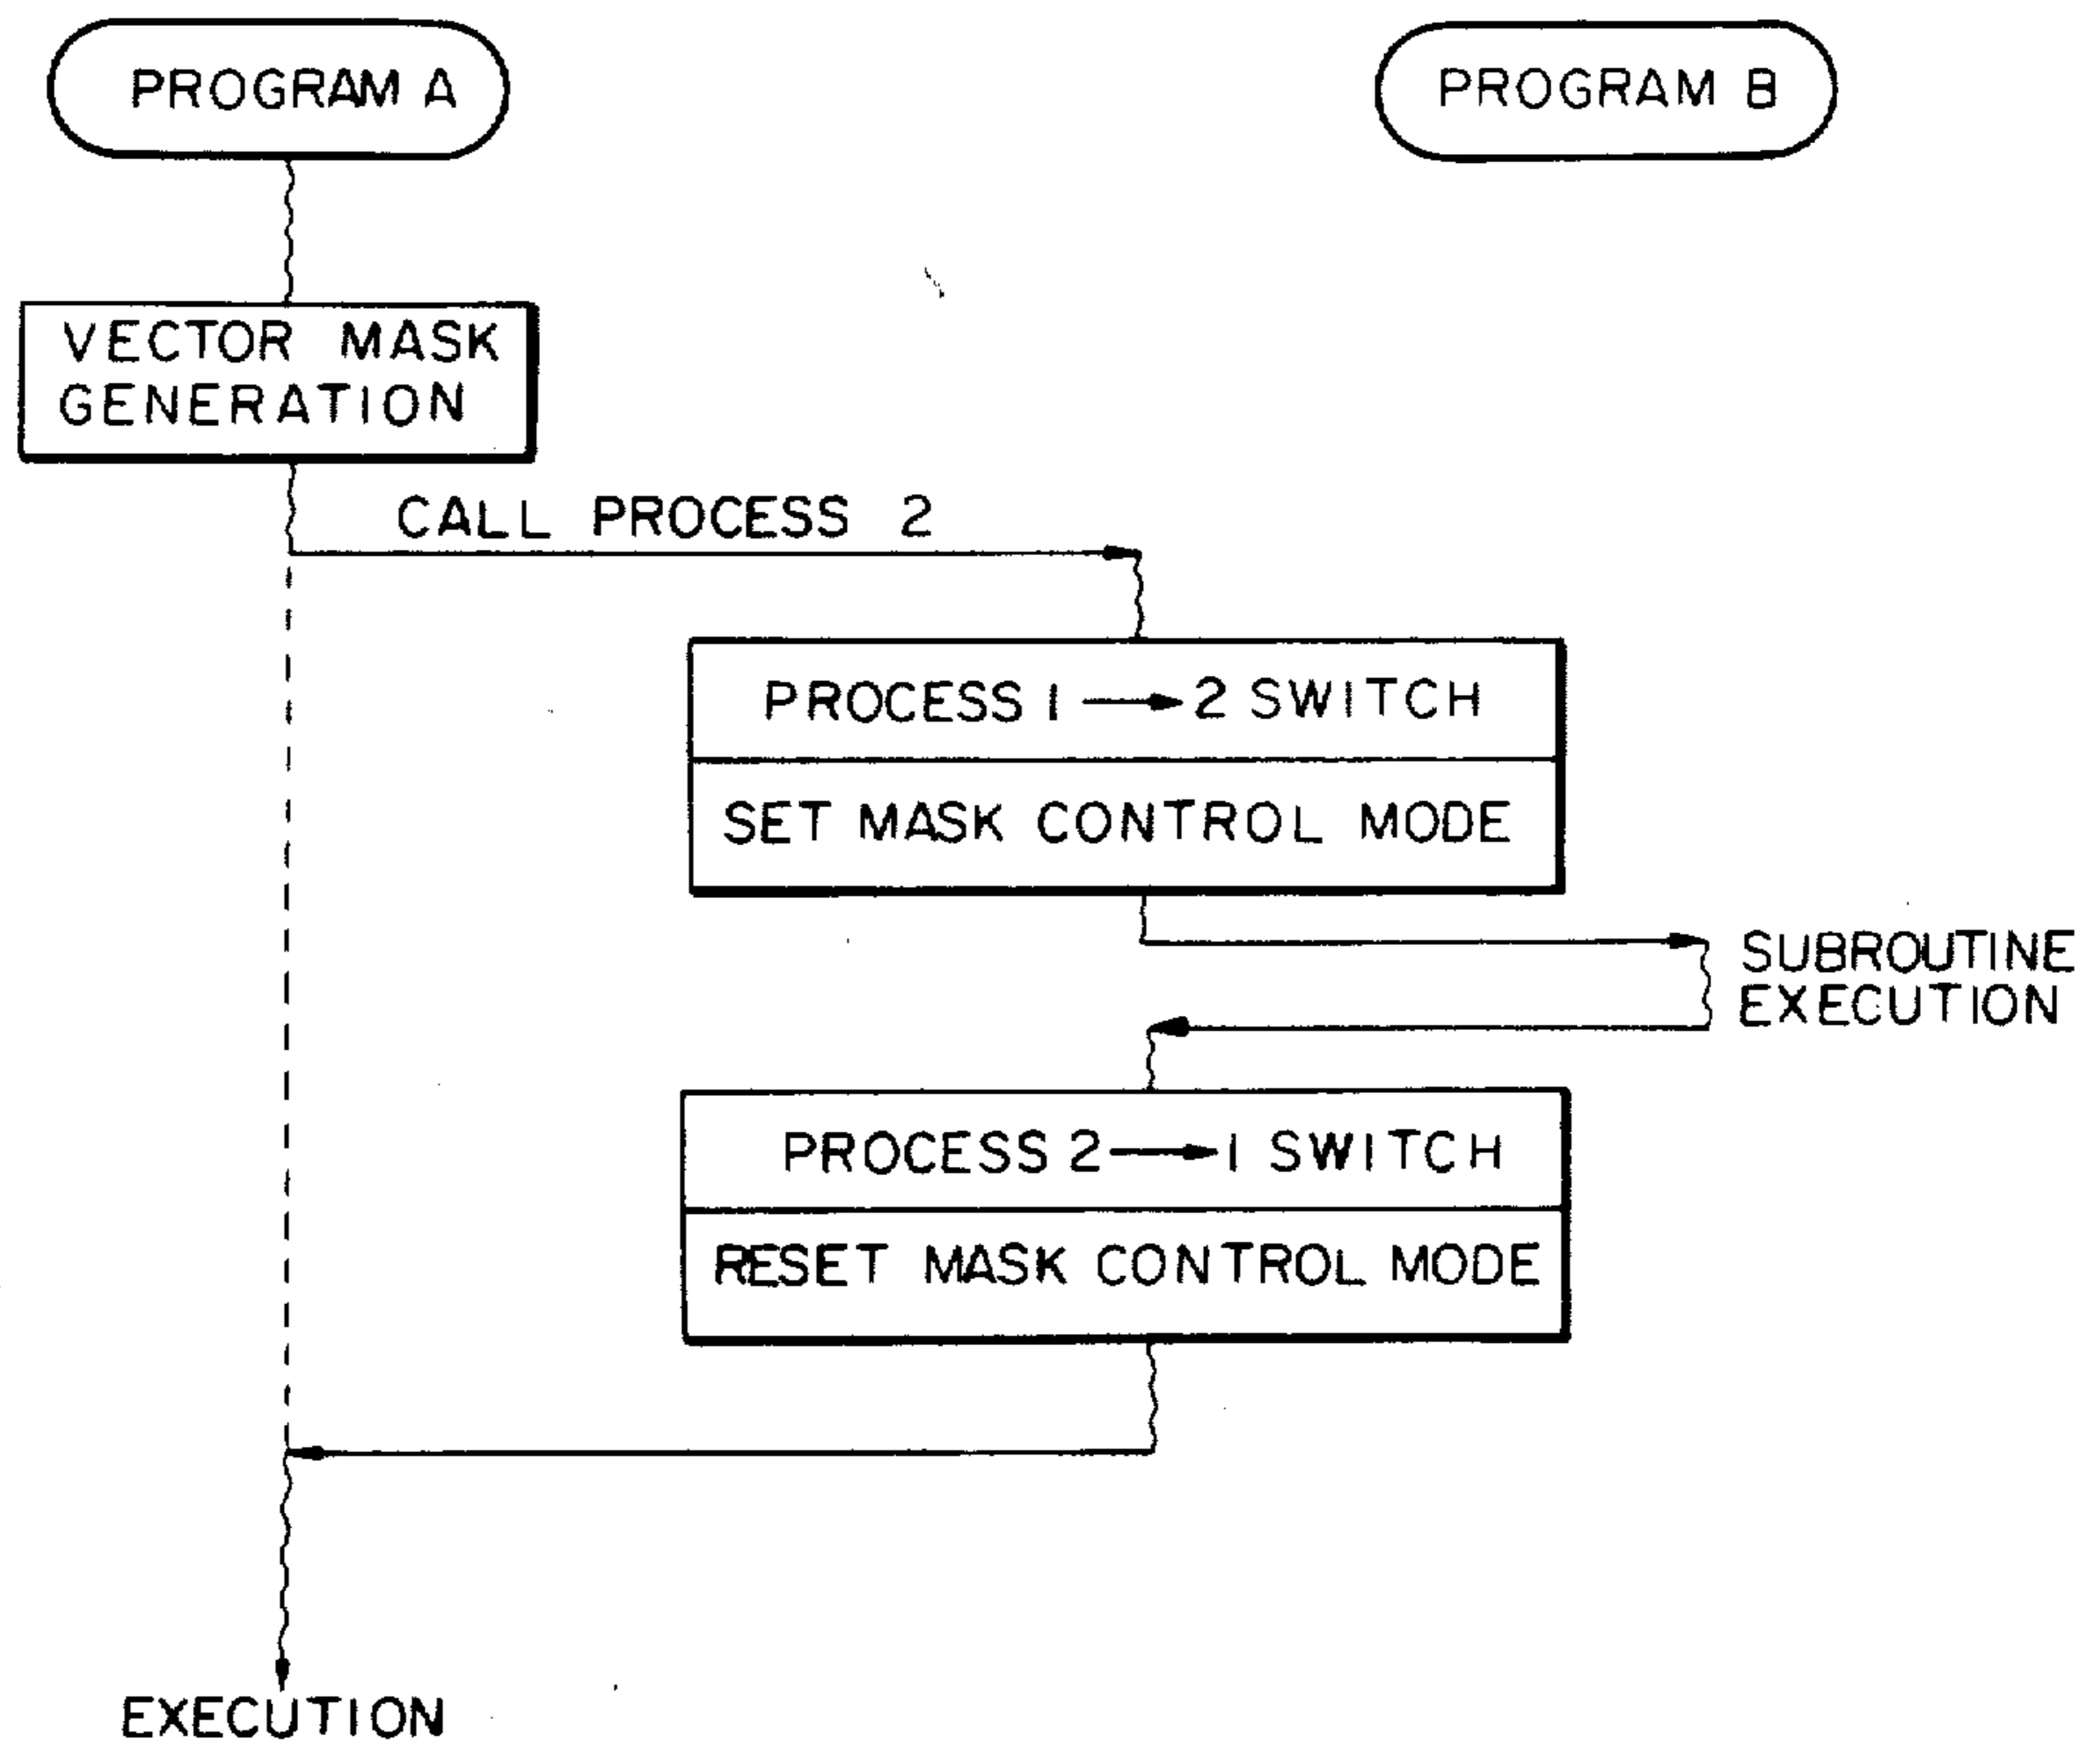 PROGRAM A
PROGRAM B
VECTOR MASK
GENERATION
CALL PROCESS 2
PROCESS 1 → 2 SWITCH
SET MASK CONTROL MODE
SUBROUTINE
EXECUTION
PROCESS 2 → 1 SWITCH
RESET MASK CONTROL MODE
EXECUTION